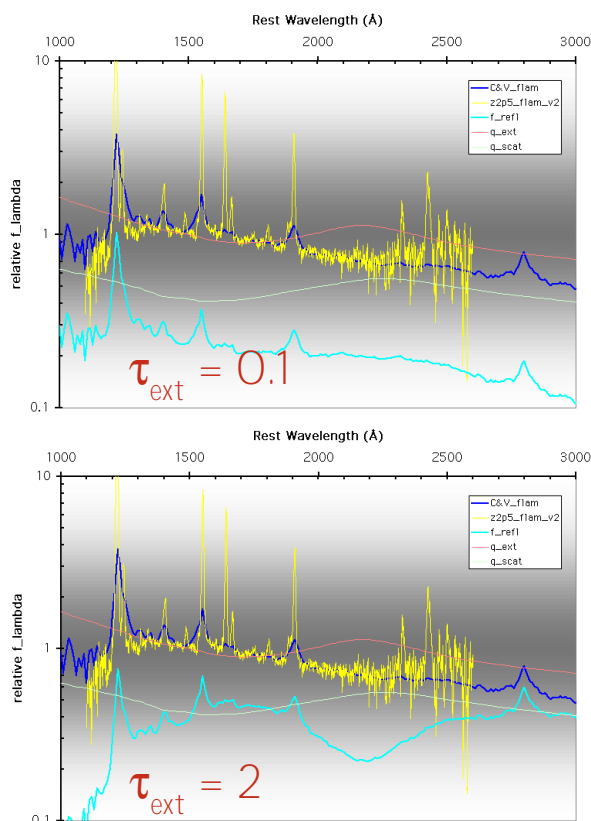 Rest Wavelength (Å)
1000 1500 2000 2500 3000
10
C&V_flam
z2p5_flam_v2
f_refl
q_ext
q_scat
1
relative f_lambda
τext = 0.1
0.1
Rest Wavelength (Å)
1000 1500 2000 2500 3000
10
C&V_flam
z2p5_flam_v2
f_refl
q_ext
q_scat
1
relative f_lambda
τext = 2
0.1